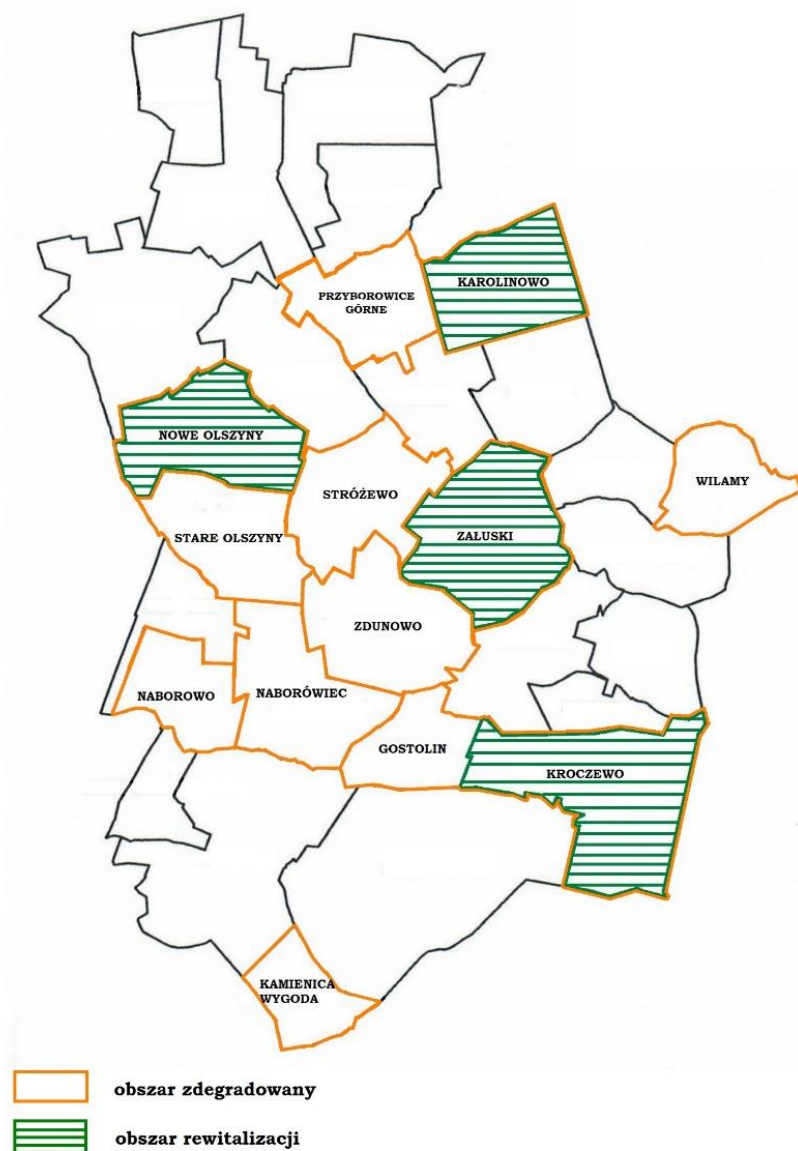 KAROLINOWO
PRZYBOROWICE
GÓRNE
NOWE OLSZYNY
STRÓŻEWO
WILAMY
STARE OLSZYNY
ZAŁUSKI
ZDUNOWO
NABOROWO
NABORÓWIEC
GOSTOLIN
KROCZEWO
KAMIENICA
WYGODA
obszar zdegradowany
obszar rewitalizacji